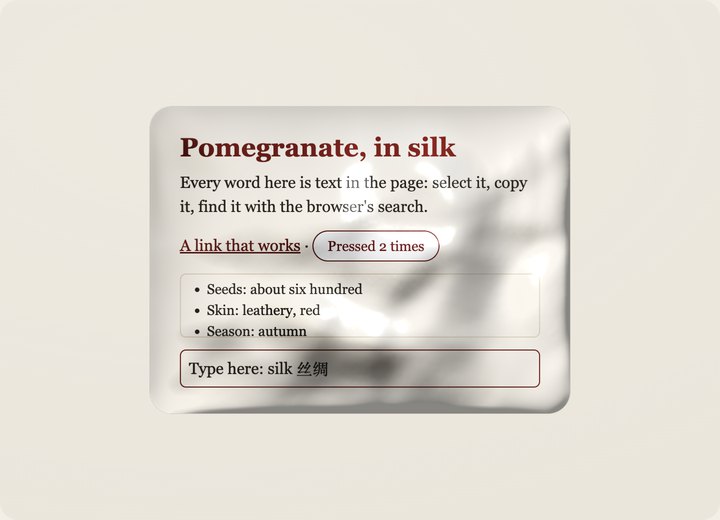 Pomegranate, in silk
Every word here is text in the page: select it, copy
it, find it with the browser's search.
A link that works · Pressed 2 times
• Seeds: about six hundred
• Skin: leathery, red
• Season: autumn
Type here: silk 丝绸